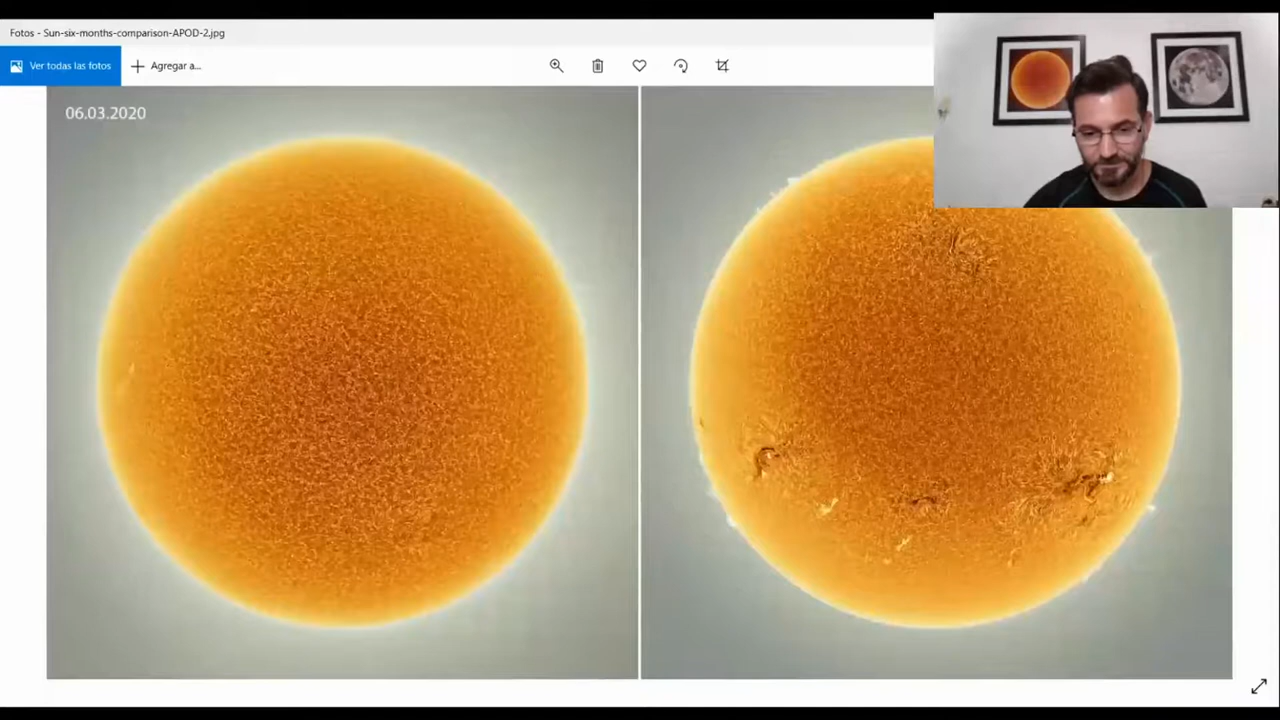 Fotos - Sun-six-months-comparison-APOD-2.jpg
Ver todas las fotos
Agregar a...
06.03.2020